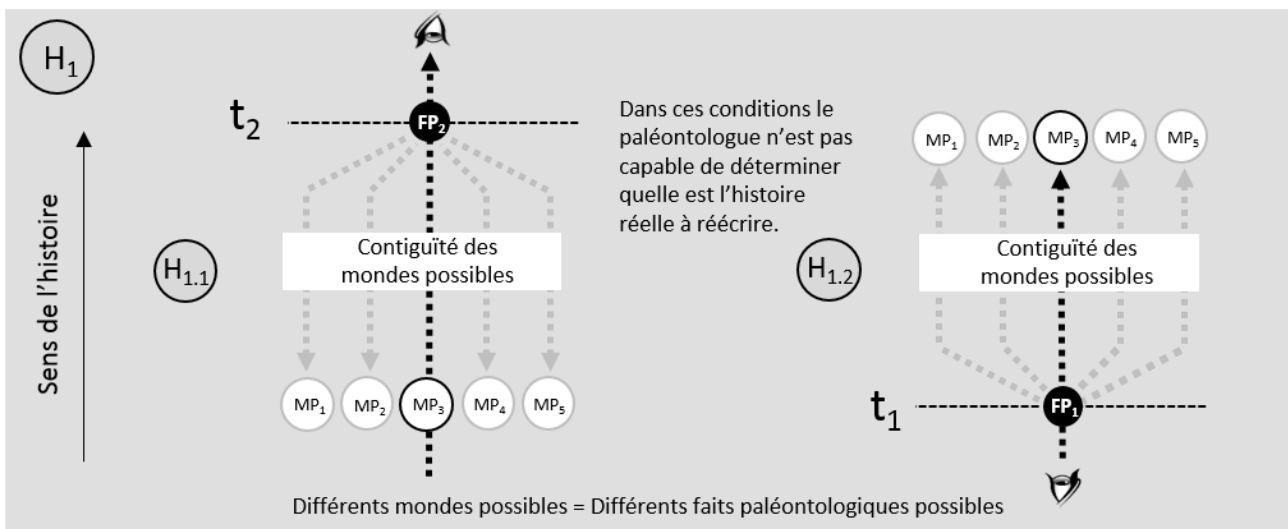 H₁
Sens de l’histoire
t₂
FP₂
H₁.₁
Contiguïté des
mondes possibles
MP₁ MP₂ MP₃ MP₄ MP₅
Dans ces conditions le
paléontologue n’est pas
capable de déterminer
quelle est l’histoire
réelle à réécrire.
MP₁ MP₂ MP₃ MP₄ MP₅
H₁.₂
Contiguïté des
mondes possibles
t₁
FP₁
Différents mondes possibles = Différents faits paléontologiques possibles